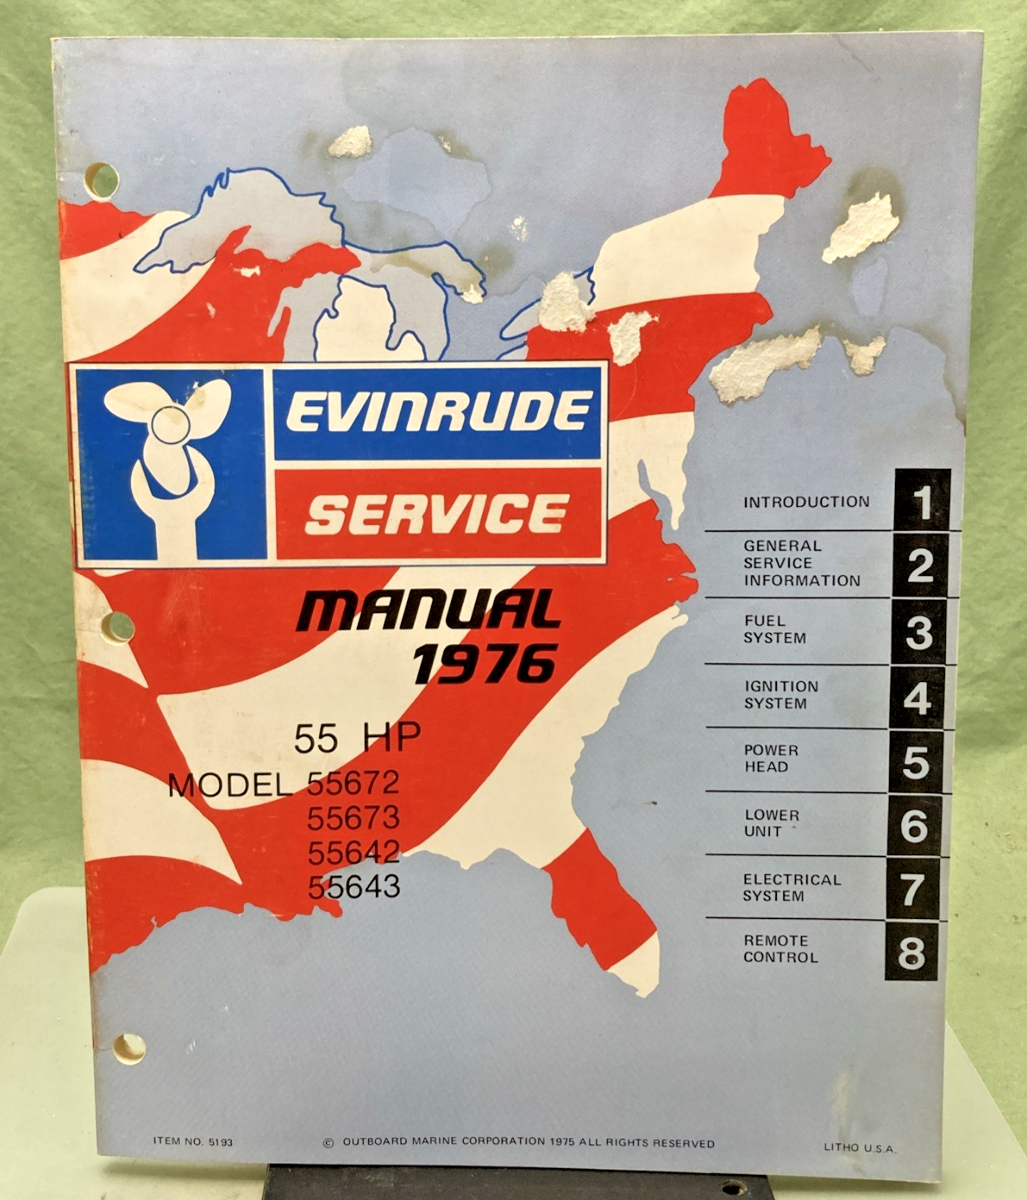 EVINRUDE
SERVICE
MANUAL
1976
55 HP
MODEL 55672
55673
55642
55643
INTRODUCTION 1
GENERAL
SERVICE
INFORMATION 2
FUEL
SYSTEM 3
IGNITION
SYSTEM 4
POWER
HEAD 5
LOWER
UNIT 6
ELECTRICAL
SYSTEM 7
REMOTE
CONTROL 8
ITEM NO. 5193
© OUTBOARD MARINE CORPORATION 1975 ALL RIGHTS RESERVED
LITHO U.S.A.